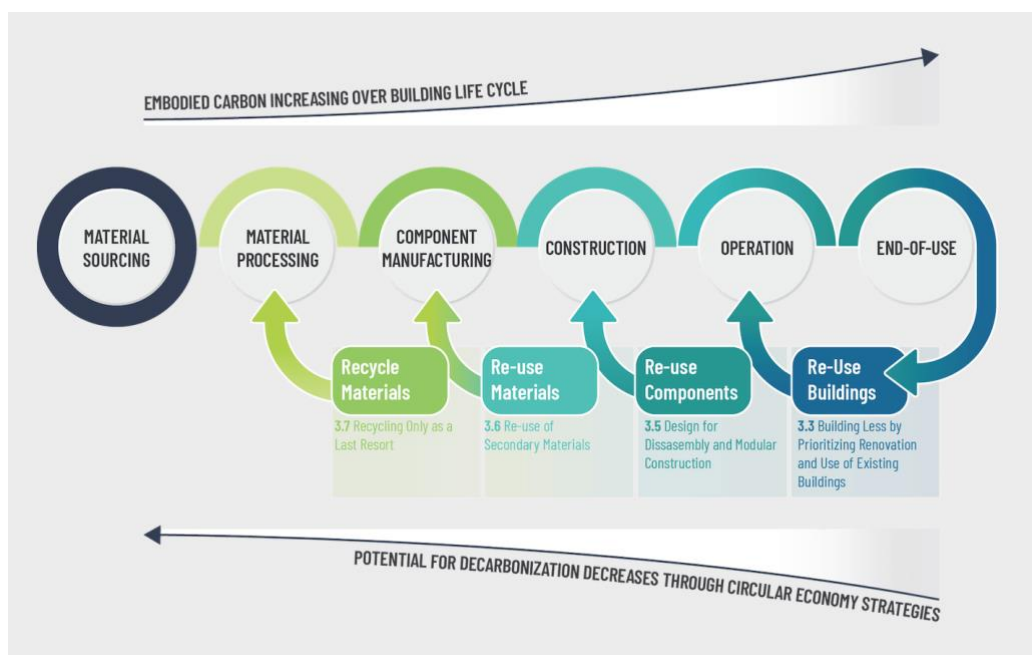 EMBODIED CARBON INCREASING OVER BUILDING LIFE CYCLE
MATERIAL
SOURCING
MATERIAL
PROCESSING
COMPONENT
MANUFACTURING
CONSTRUCTION
OPERATION
END-OF-USE
Recycle
Materials
3.7 Recycling Only as a
Last Resort
Re-use
Materials
3.6 Re-use of
Secondary Materials
Re-use
Components
3.5 Design for
Dissasembly and Modular
Construction
Re-Use
Buildings
3.3 Building Less by
Prioritizing Renovation
and Use of Existing
Buildings
POTENTIAL FOR DECARBONIZATION DECREASES THROUGH CIRCULAR ECONOMY STRATEGIES